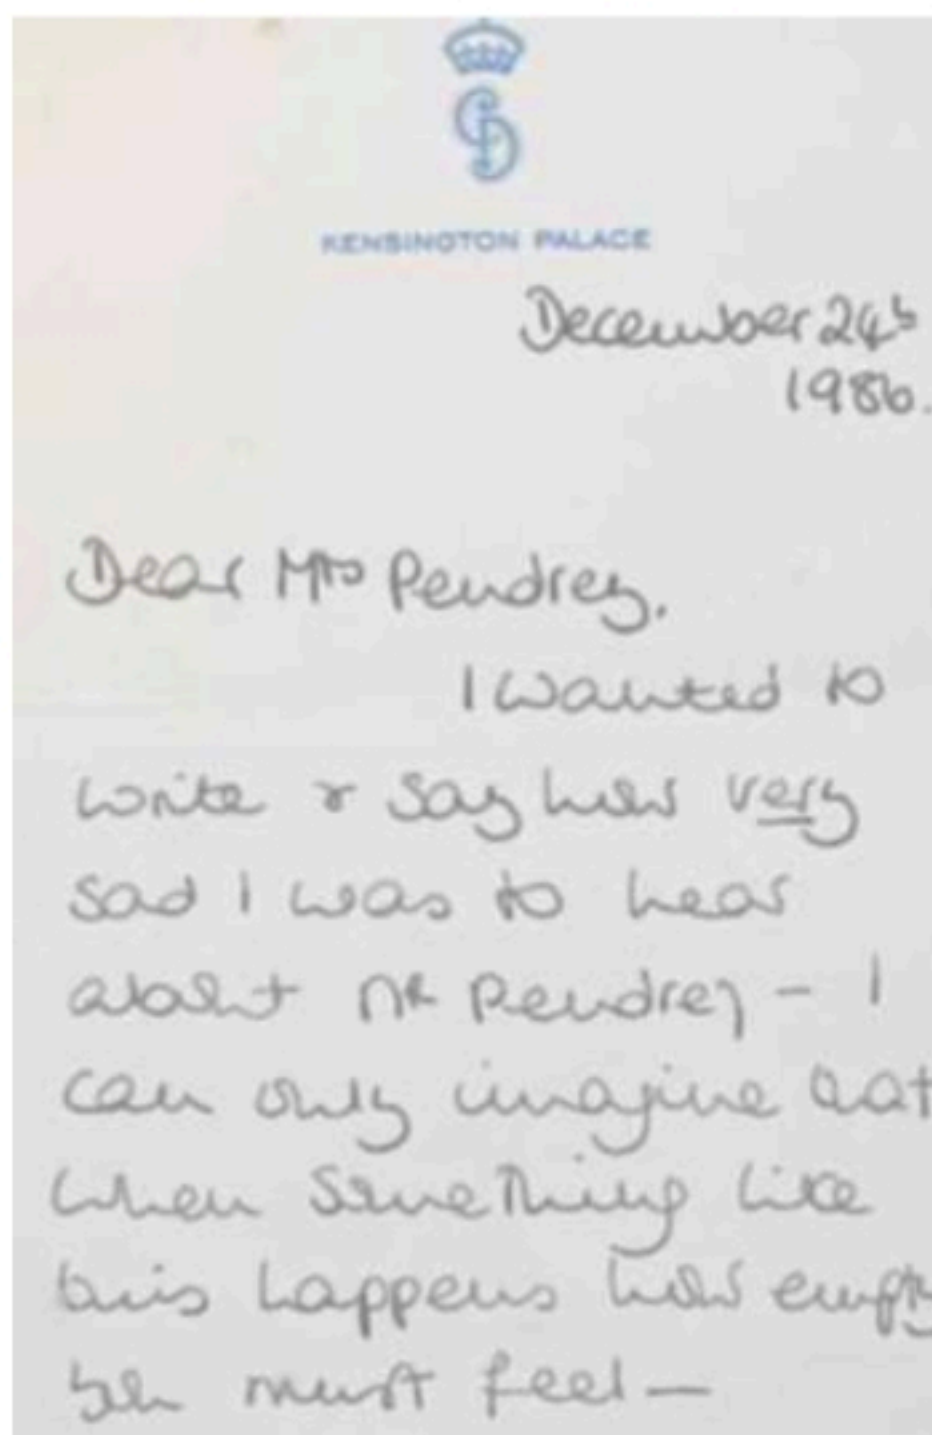 KENSINGTON PALACE
December 24th
1986.
Dear Mrs Pendrey.
I wanted to
write & say how very
sad I was to hear
about Mr Pendrey - I
can only imagine that
when something like
this happens how empty
you must feel —